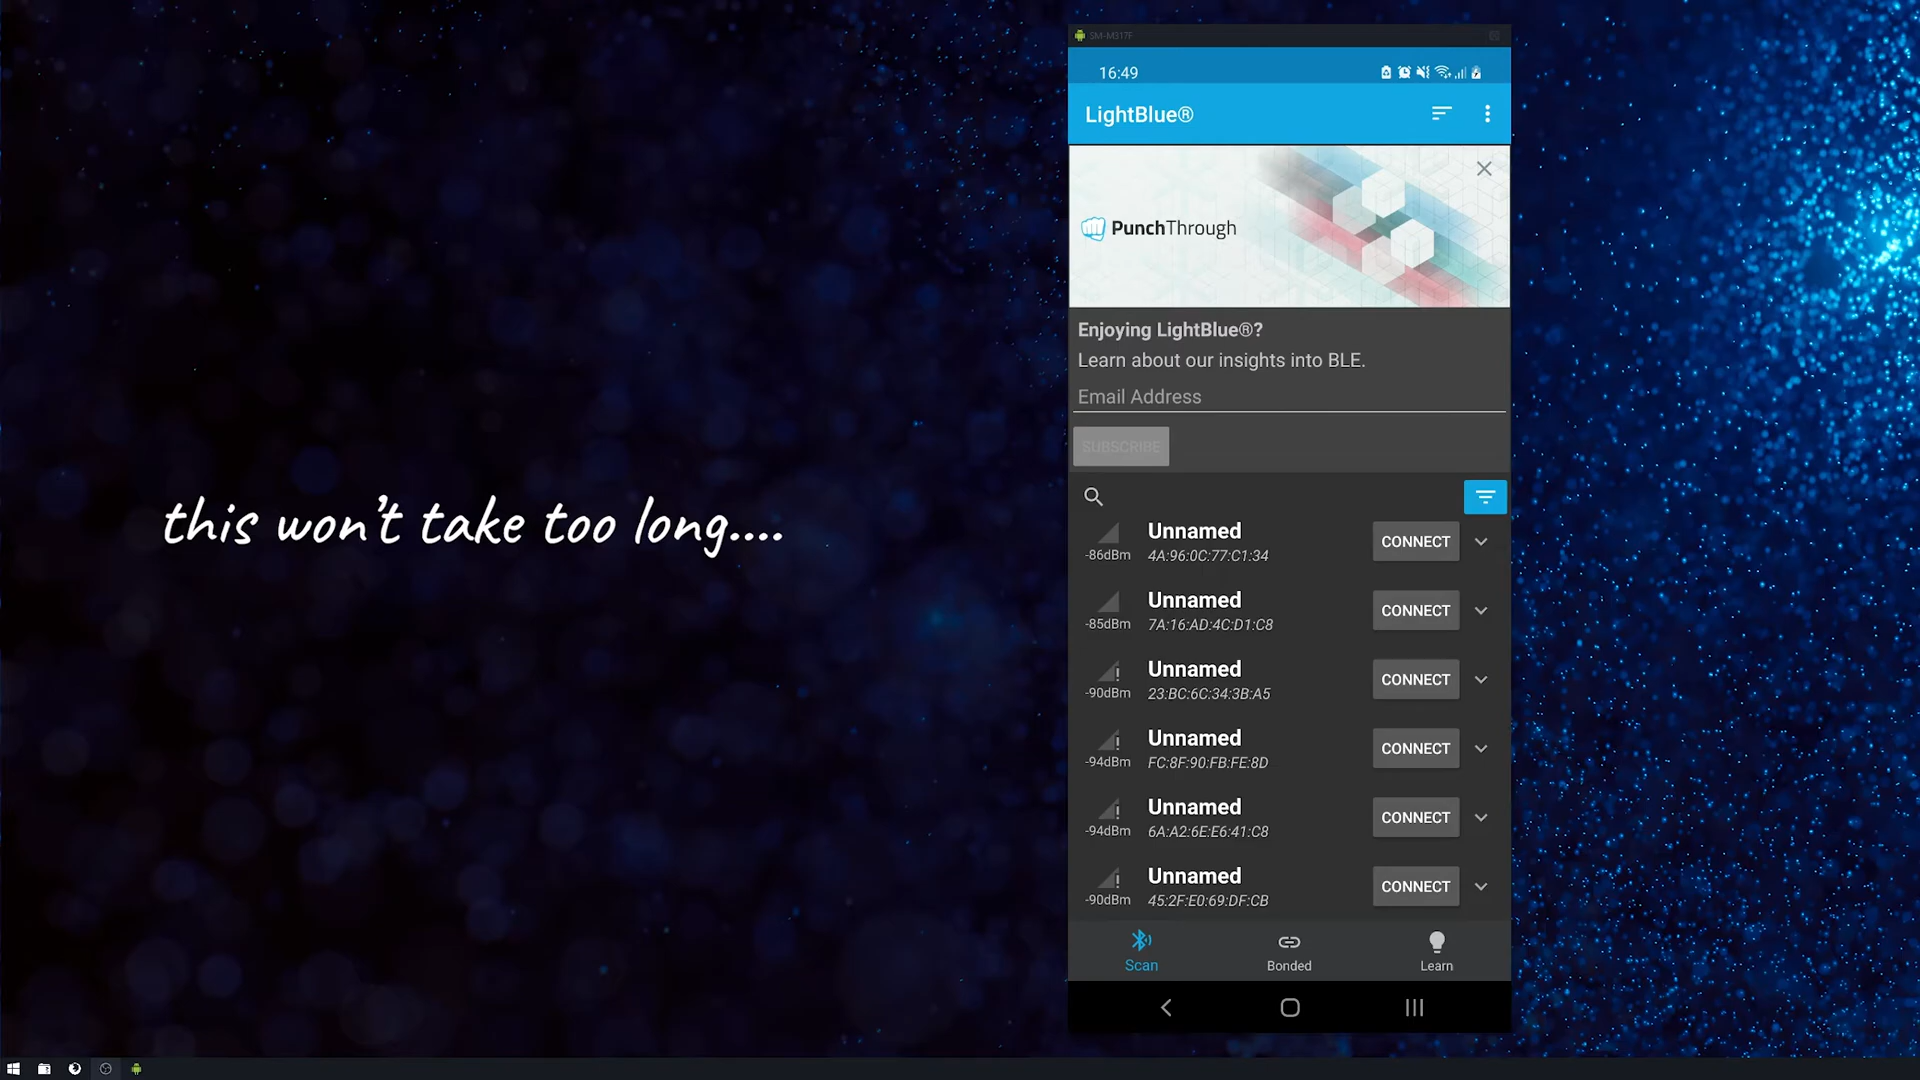 SM-M317F
16:49
LightBlue®
PunchThrough
Enjoying LightBlue®?
Learn about our insights into BLE.
Email Address
SUBSCRIBE
this won't take too long....
Unnamed
-86dBm 4A:96:0C:77:C1:34
CONNECT
Unnamed
-85dBm 7A:16:AD:4C:D1:C8
CONNECT
Unnamed
-90dBm 23:BC:6C:34:3B:A5
CONNECT
Unnamed
-94dBm FC:8F:90:FB:FE:8D
CONNECT
Unnamed
-94dBm 6A:A2:6E:E6:41:C8
CONNECT
Unnamed
-90dBm 45:2F:E0:69:DF:CB
CONNECT
Scan Bonded Learn